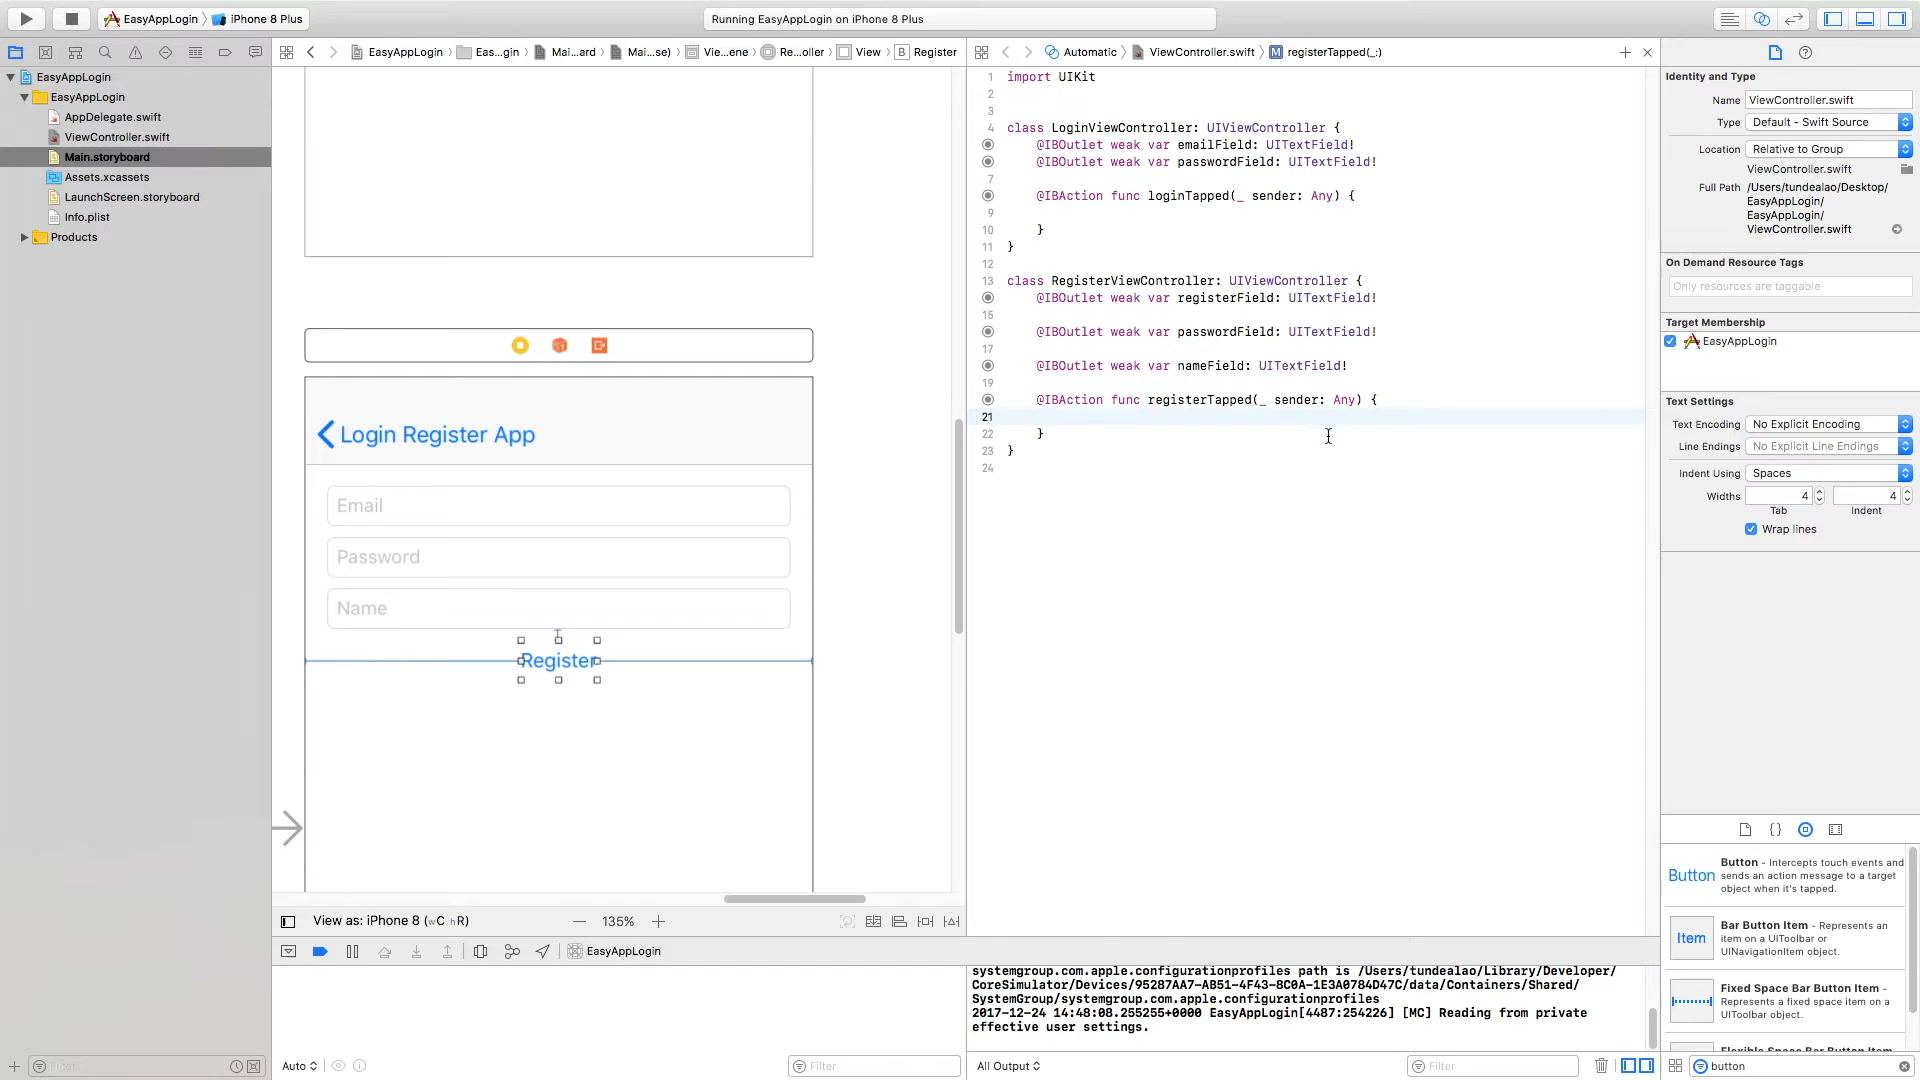 EasyAppLogin
iPhone 8 Plus
Running EasyAppLogin on iPhone 8 Plus
EasyAppLogin
Eas...gin
Mai...ard
Mai...se)
Vie...ene
Re...oller
View
B
Register
Automatic
ViewController.swift
M
registerTapped(_:)
EasyAppLogin
EasyAppLogin
AppDelegate.swift
ViewController.swift
Main.storyboard
Assets.xcassets
LaunchScreen.storyboard
Info.plist
Products
Login Register App
Email
Password
Name
Register
View as: iPhone 8 (wC hR)
135%
1 import UIKit
2
3
4 class LoginViewController: UIViewController {
@IBOutlet weak var emailField: UITextField!
@IBOutlet weak var passwordField: UITextField!
7
@IBAction func loginTapped(_ sender: Any) {
9
10 }
11 }
12
13 class RegisterViewController: UIViewController {
@IBOutlet weak var registerField: UITextField!
15
@IBOutlet weak var passwordField: UITextField!
17
@IBOutlet weak var nameField: UITextField!
19
@IBAction func registerTapped(_ sender: Any) {
21
22 }
23 }
24
Identity and Type
Name ViewController.swift
Type Default - Swift Source
Location Relative to Group
ViewController.swift
Full Path /Users/tundealao/Desktop/
EasyAppLogin/
EasyAppLogin/
ViewController.swift
On Demand Resource Tags
Only resources are taggable
Target Membership
EasyAppLogin
Text Settings
Text Encoding No Explicit Encoding
Line Endings No Explicit Line Endings
Indent Using Spaces
Widths 4 4
Tab Indent
Wrap lines
Button
Button - Intercepts touch events and
sends an action message to a target
object when it's tapped.
Item
Bar Button Item - Represents an
item on a UIToolbar or
UINavigationItem object.
Fixed Space Bar Button Item -
Represents a fixed space item on a
UIToolbar object.
Flexible Space Bar Button Item
button
EasyAppLogin
systemgroup.com.apple.configurationprofiles path is /Users/tundealao/Library/Developer/
CoreSimulator/Devices/95287AA7-AB51-4F43-8C0A-1E3A0784D47C/data/Containers/Shared/
SystemGroup/systemgroup.com.apple.configurationprofiles
2017-12-24 14:48:08.255255+0000 EasyAppLogin[4487:254226] [MC] Reading from private
effective user settings.
Filter
Auto
Filter
All Output
Filter